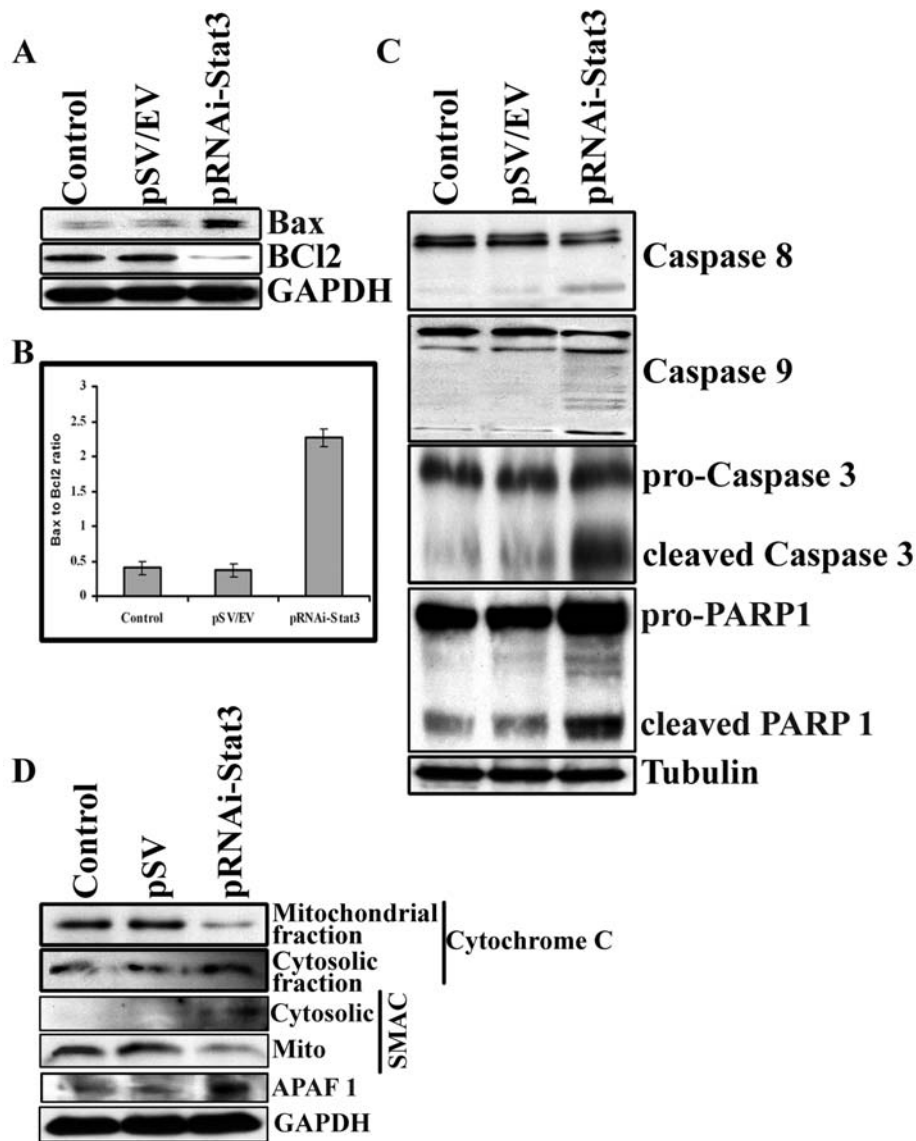 A
Control
pSV/EV
pRNAi-Stat3
Bax
BCl2
GAPDH
B
Bax to Bcl2 ratio
3
2.5
2
1.5
1
0.5
0
Control
pSV/EV
pRNAi-Stat3
C
Control
pSV/EV
pRNAi-Stat3
Caspase 8
Caspase 9
pro-Caspase 3
cleaved Caspase 3
pro-PARP1
cleaved PARP 1
Tubulin
D
Control
pSV
pRNAi-Stat3
Mitochondrial
fraction
Cytosolic
fraction
Cytochrome C
Cytosolic
Mito
SMAC
APAF 1
GAPDH